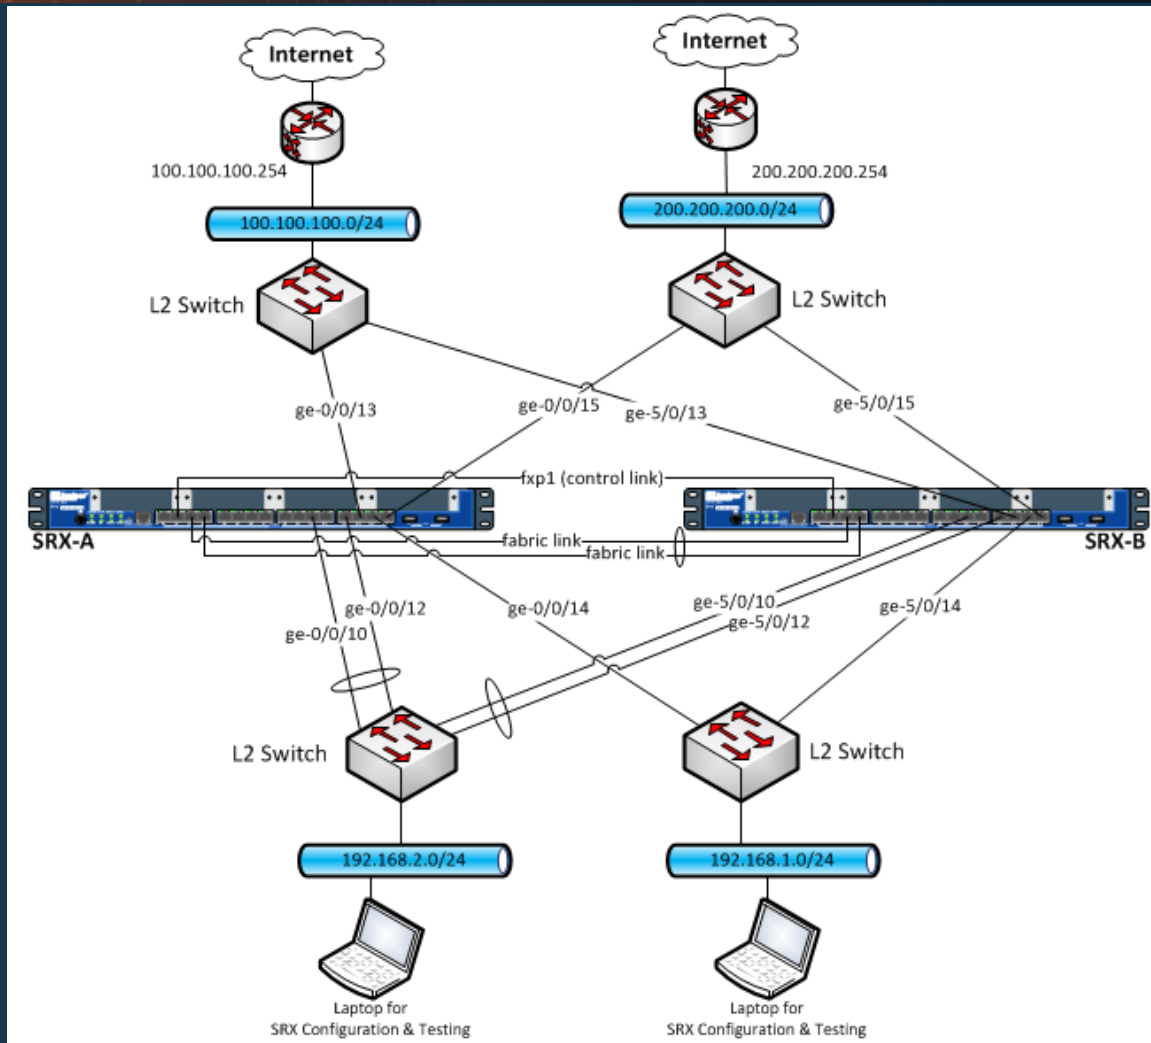 Internet
Internet
100.100.100.254
200.200.200.254
100.100.100.0/24
200.200.200.0/24
L2 Switch
L2 Switch
ge-0/0/13
ge-0/0/15
ge-5/0/13
ge-5/0/15
fxp1 (control link)
SRX-A
fabric link
fabric link
SRX-B
ge-0/0/10
ge-0/0/12
ge-0/0/14
ge-5/0/10
ge-5/0/12
ge-5/0/14
L2 Switch
L2 Switch
192.168.2.0/24
192.168.1.0/24
Laptop for
SRX Configuration & Testing
Laptop for
SRX Configuration & Testing